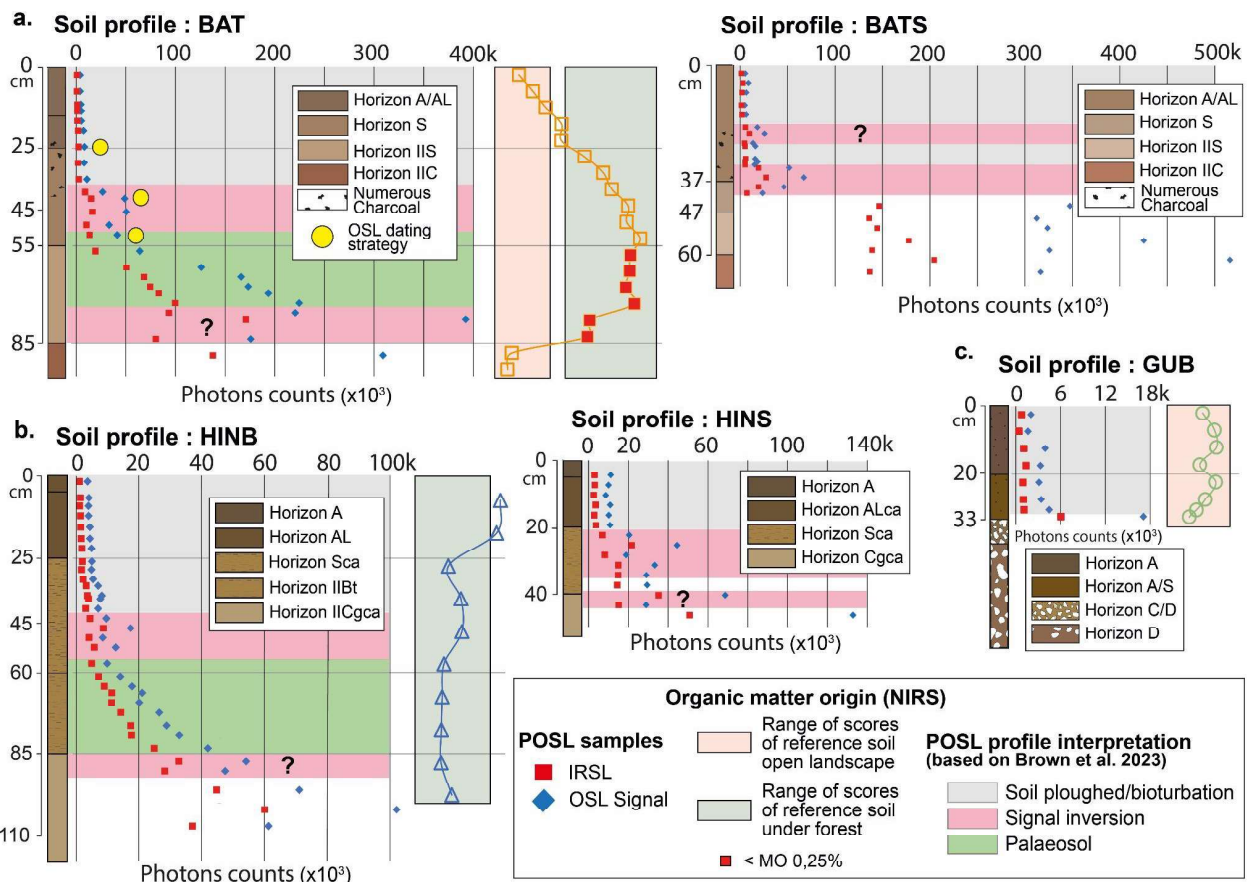 a.
Soil profile : BAT
0 100 200 300 400k
0
cm
25
45
55
85
Horizon A/AL
Horizon S
Horizon IIS
Horizon IIC
Numerous
Charcoal
OSL dating
strategy
?
Photons counts (x10³)
Soil profile : BATS
0 100 200 300 400 500k
0
cm
37
47
60
?
Horizon A/AL
Horizon S
Horizon IIS
Horizon IIC
Numerous
Charcoal
Photons counts (x10³)
b.
Soil profile : HINB
0 20 40 60 80 100k
0
cm
25
45
60
85
110
Horizon A
Horizon AL
Horizon Sca
Horizon IIBt
Horizon IICgca
?
Photons counts (x10³)
Soil profile : HINS
0 20 60 100 140k
0
cm
20
40
Horizon A
Horizon ALca
Horizon Sca
Horizon Cgca
?
Photons counts (x10³)
c.
Soil profile : GUB
0 6 12 18k
0
cm
20
33
Photons counts (x10³)
Horizon A
Horizon A/S
Horizon C/D
Horizon D
Organic matter origin (NIRS)
POSL samples
IRSL
OSL Signal
Range of scores
of reference soil
open landscape
Range of scores
of reference soil
under forest
< MO 0,25%
POSL profile interpretation
(based on Brown et al. 2023)
Soil ploughed/bioturbation
Signal inversion
Palaeosol